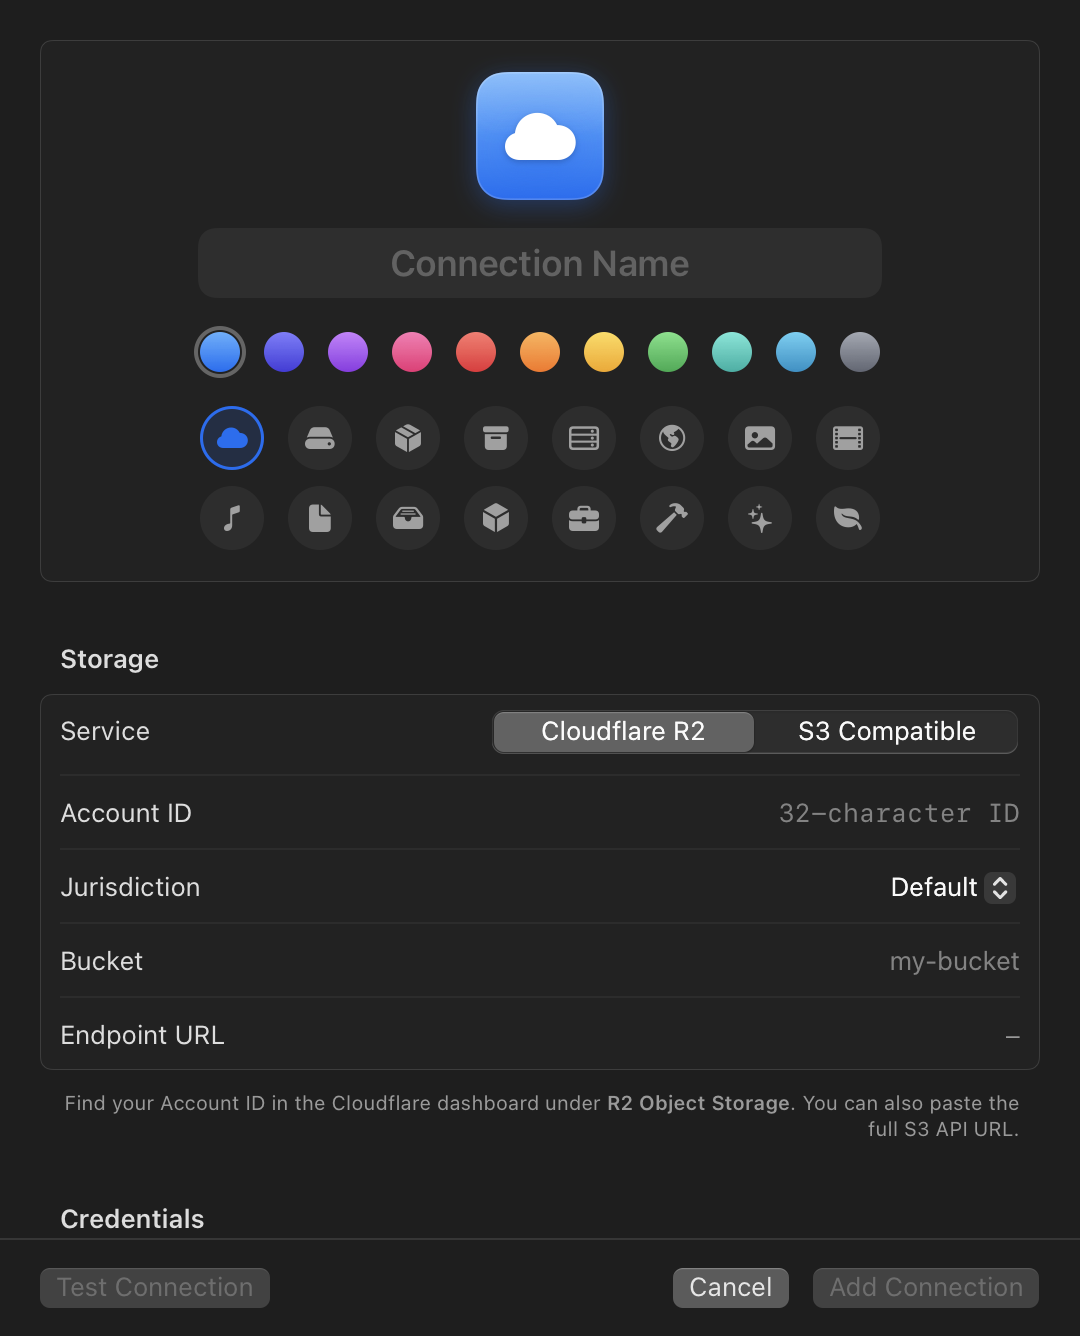 Connection Name
Storage
Service
Cloudflare R2
S3 Compatible
Account ID
32-character ID
Jurisdiction
Default
Bucket
my-bucket
Endpoint URL
–
Find your Account ID in the Cloudflare dashboard under R2 Object Storage. You can also paste the
full S3 API URL.
Credentials
Test Connection
Cancel
Add Connection